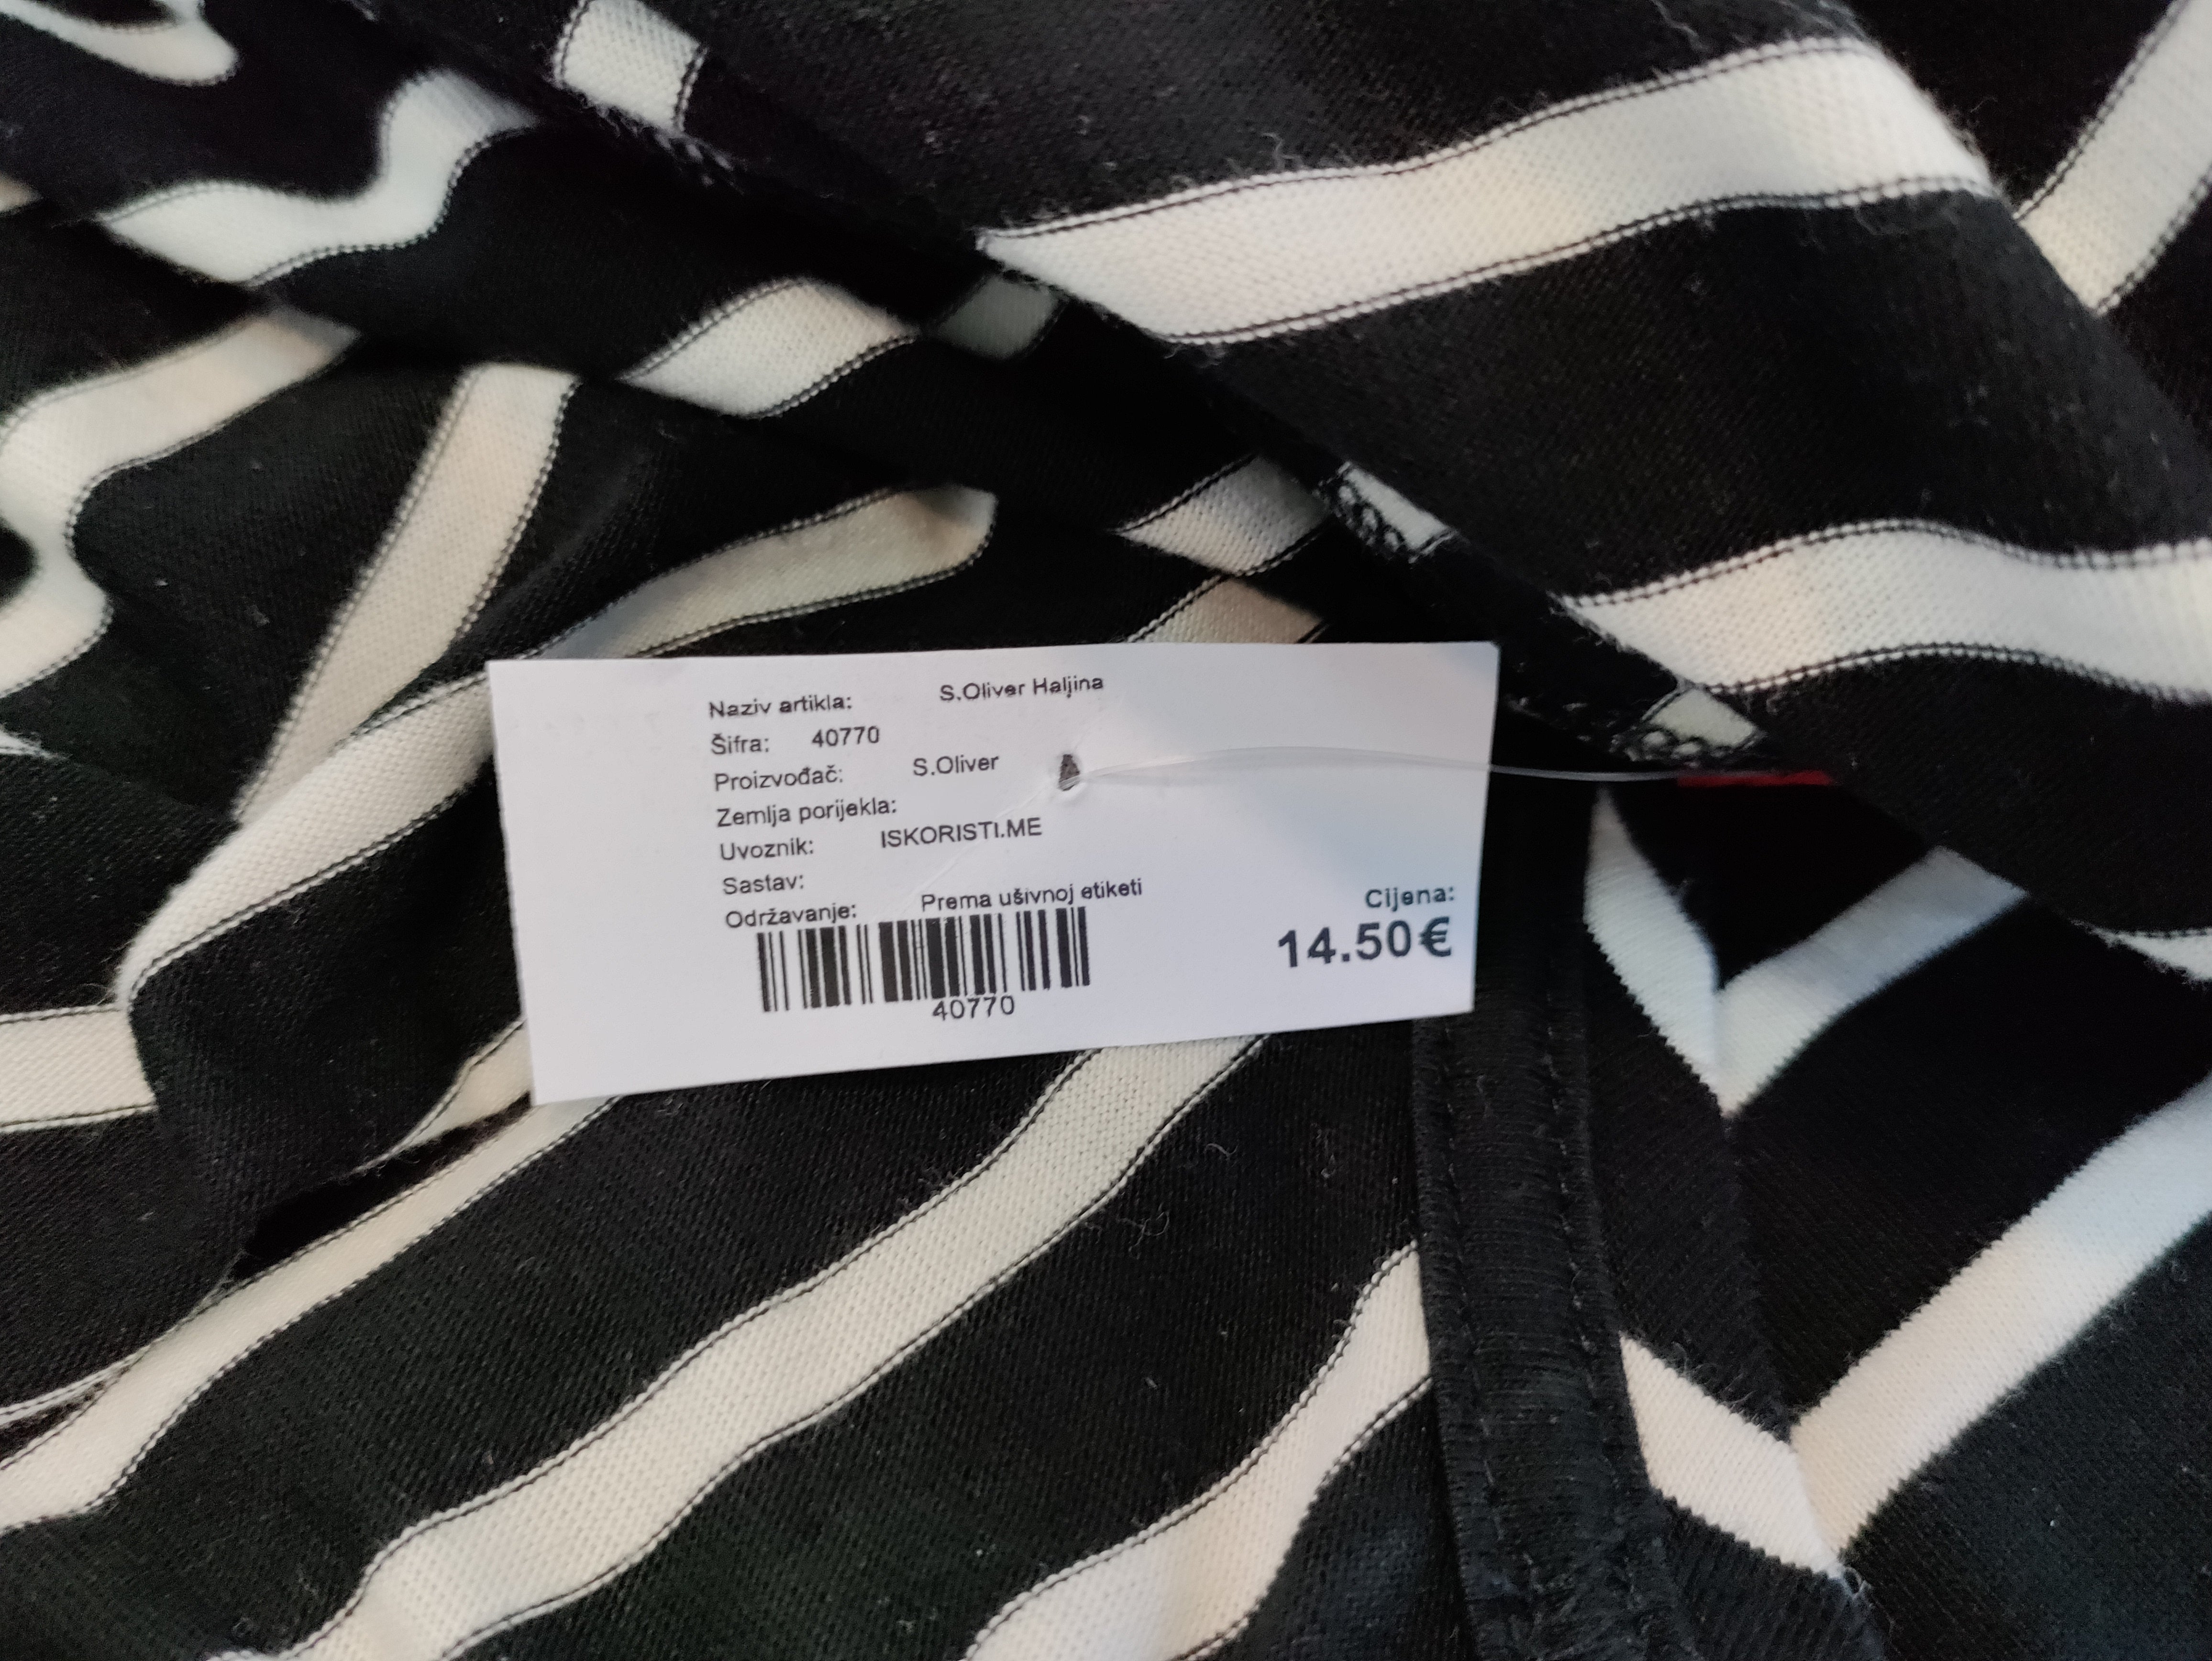 Naziv artikla: S.Oliver Haljina
Šifra: 40770
Proizvođač: S.Oliver
Zemlja porijekla:
Uvoznik: ISKORISTI.ME
Sastav:
Održavanje: Prema ušivnoj etiketi
40770
Cijena:
14.50€